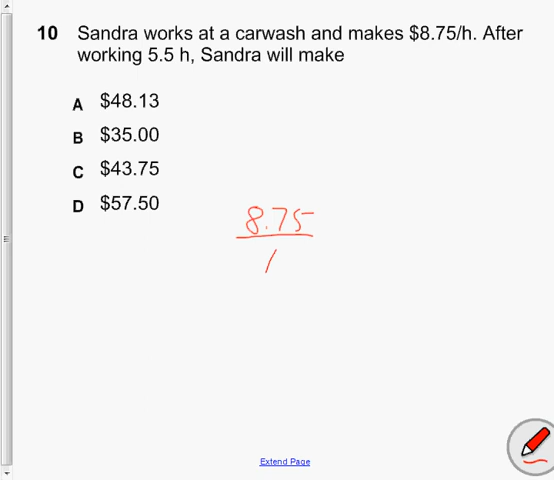 10 Sandra works at a carwash and makes $8.75/h. After
working 5.5 h, Sandra will make
A $48.13
B $35.00
C $43.75
D $57.50
8.75
1
Extend Page